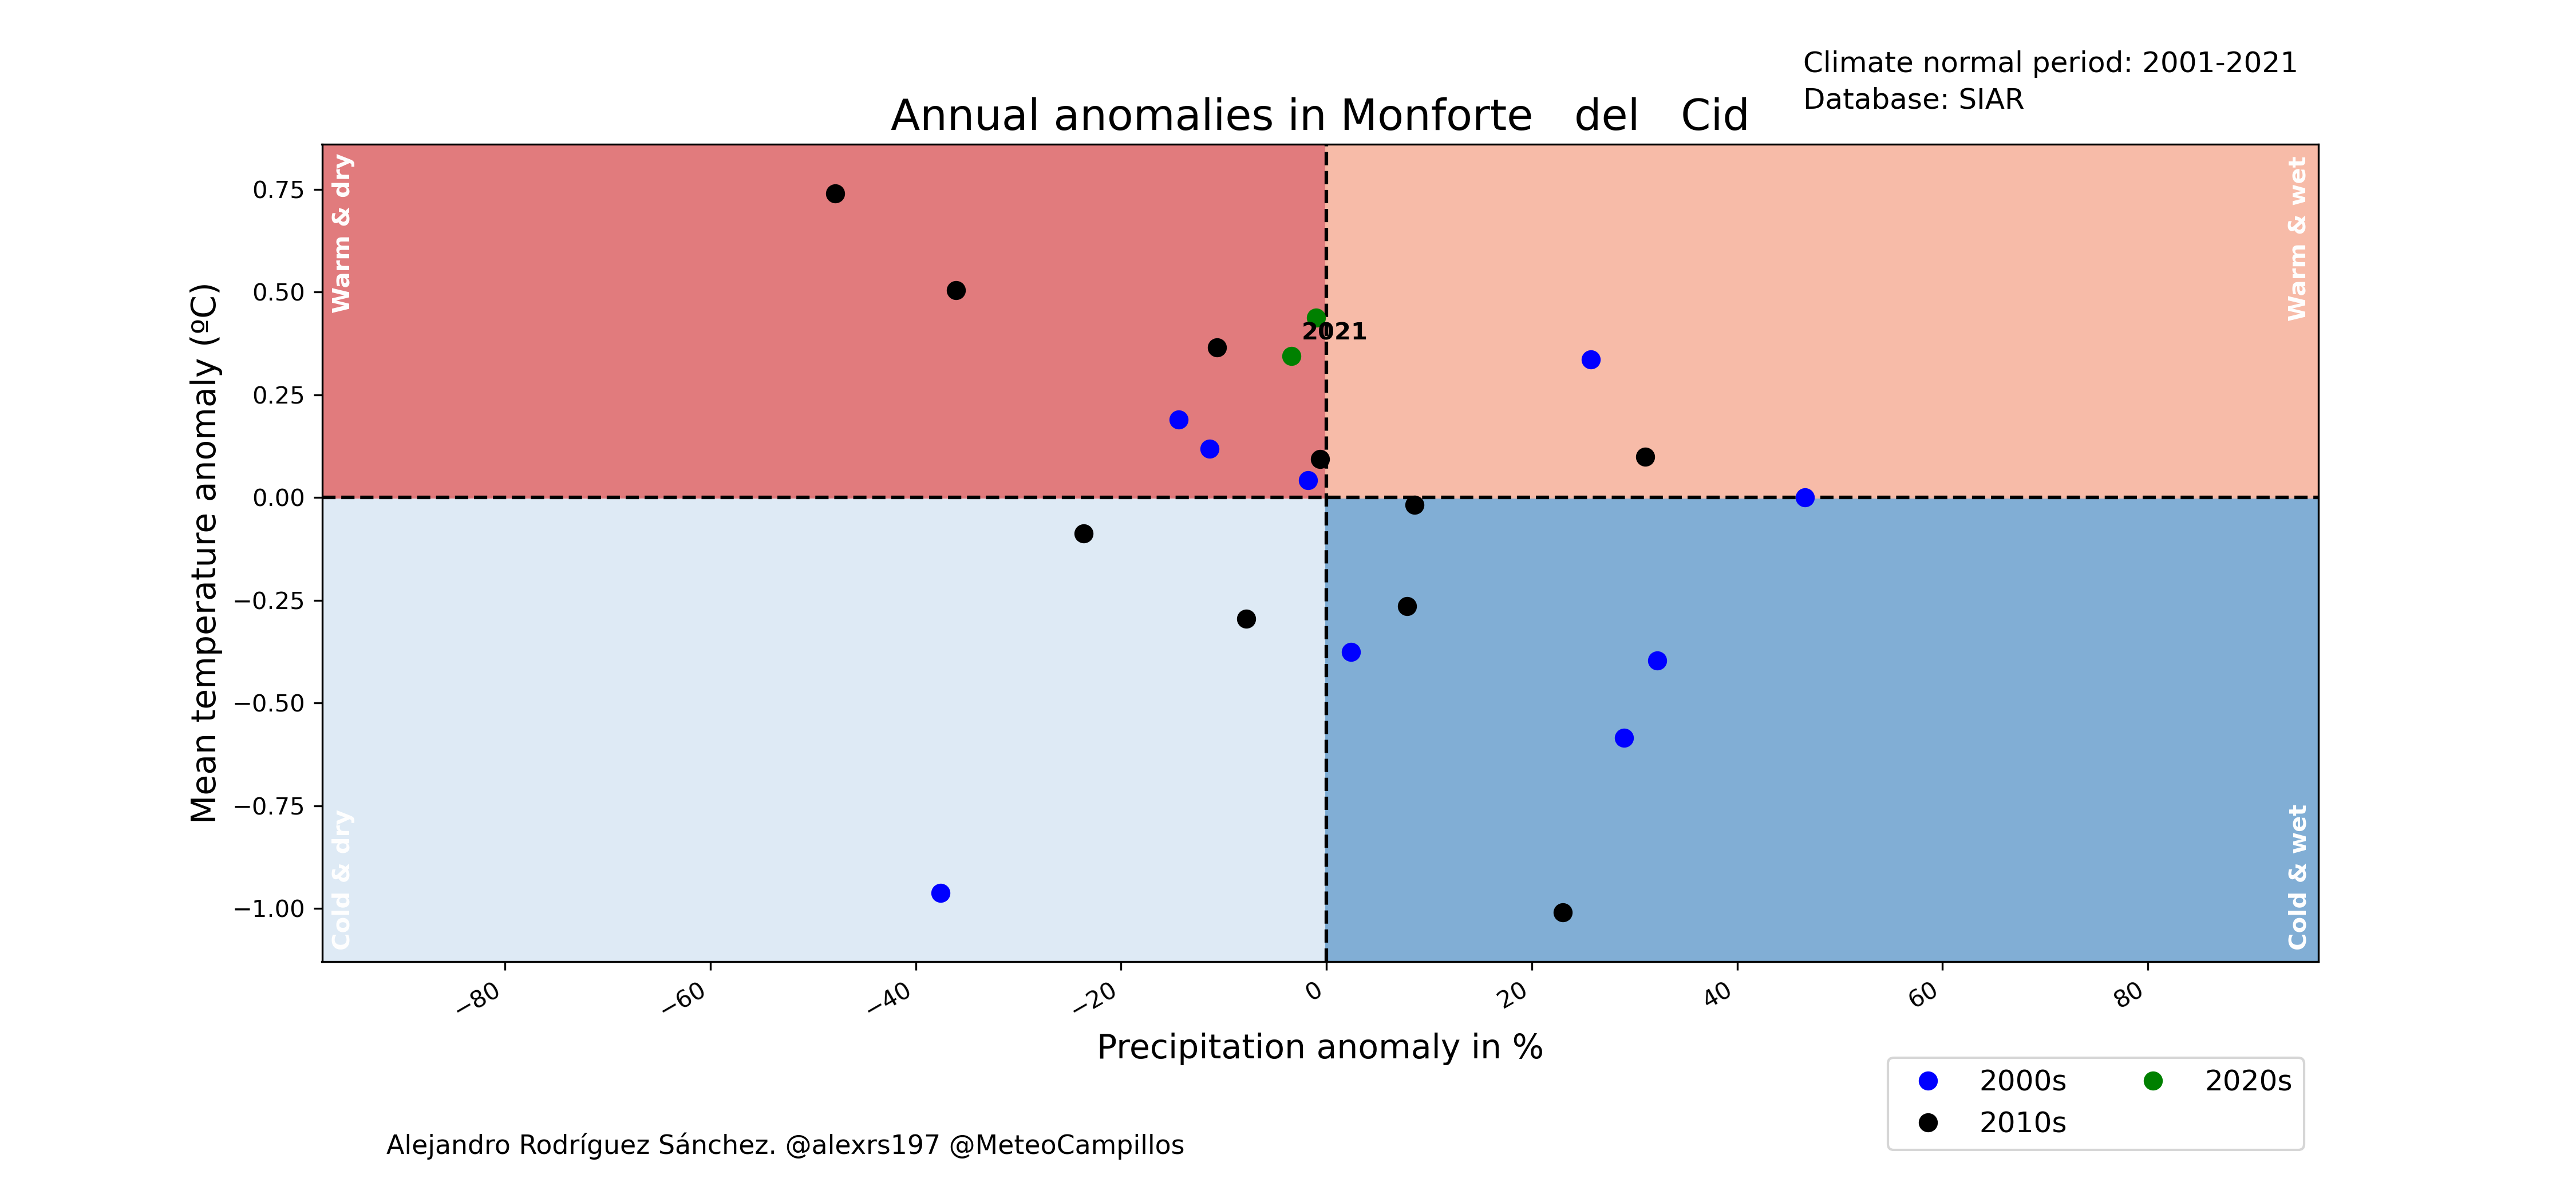 Climate normal period: 2001-2021
Database: SIAR
Annual anomalies in Monforte   del   Cid
Warm & dry
Warm & wet
0.75
0.50
0.25
0.00
−0.25
−0.50
−0.75
−1.00
Mean temperature anomaly (ºC)
2021
Cold & dry
Cold & wet
−80
−60
−40
−20
0
20
40
60
80
Precipitation anomaly in %
2000s
2020s
2010s
Alejandro Rodríguez Sánchez. @alexrs197 @MeteoCampillos